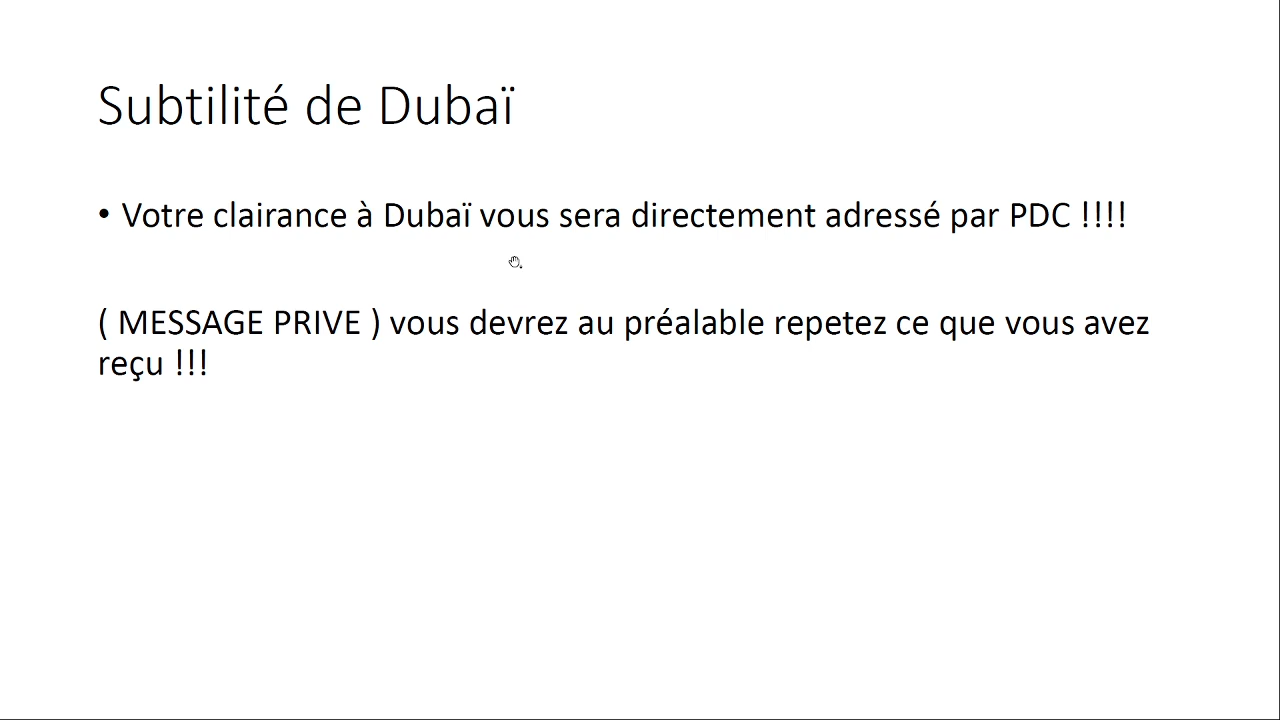 Subtilité de Dubaï
• Votre clairance à Dubaï vous sera directement adressé par PDC !!!!
( MESSAGE PRIVE ) vous devrez au préalable repetez ce que vous avez
reçu !!!